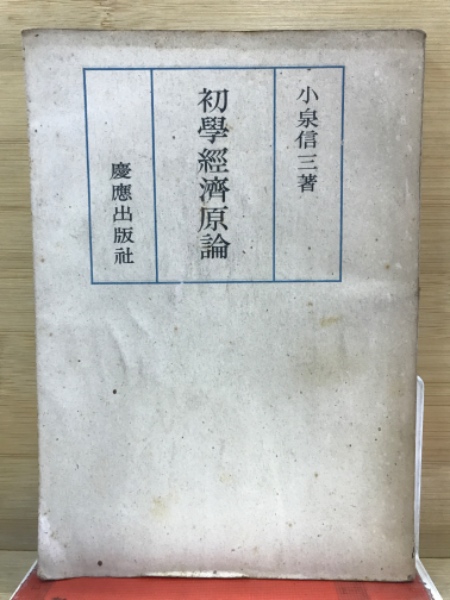 小泉信三著
初學經濟原論
慶應出版社